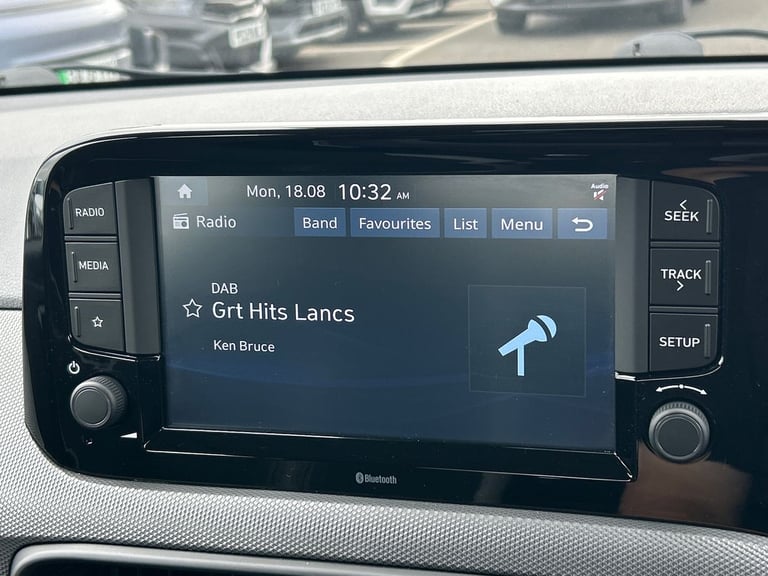 Mon, 18.08 10:32 AM
Audio
Radio Band Favourites List Menu
DAB
Grt Hits Lancs
Ken Bruce
RADIO
MEDIA
SEEK
TRACK
SETUP
Bluetooth